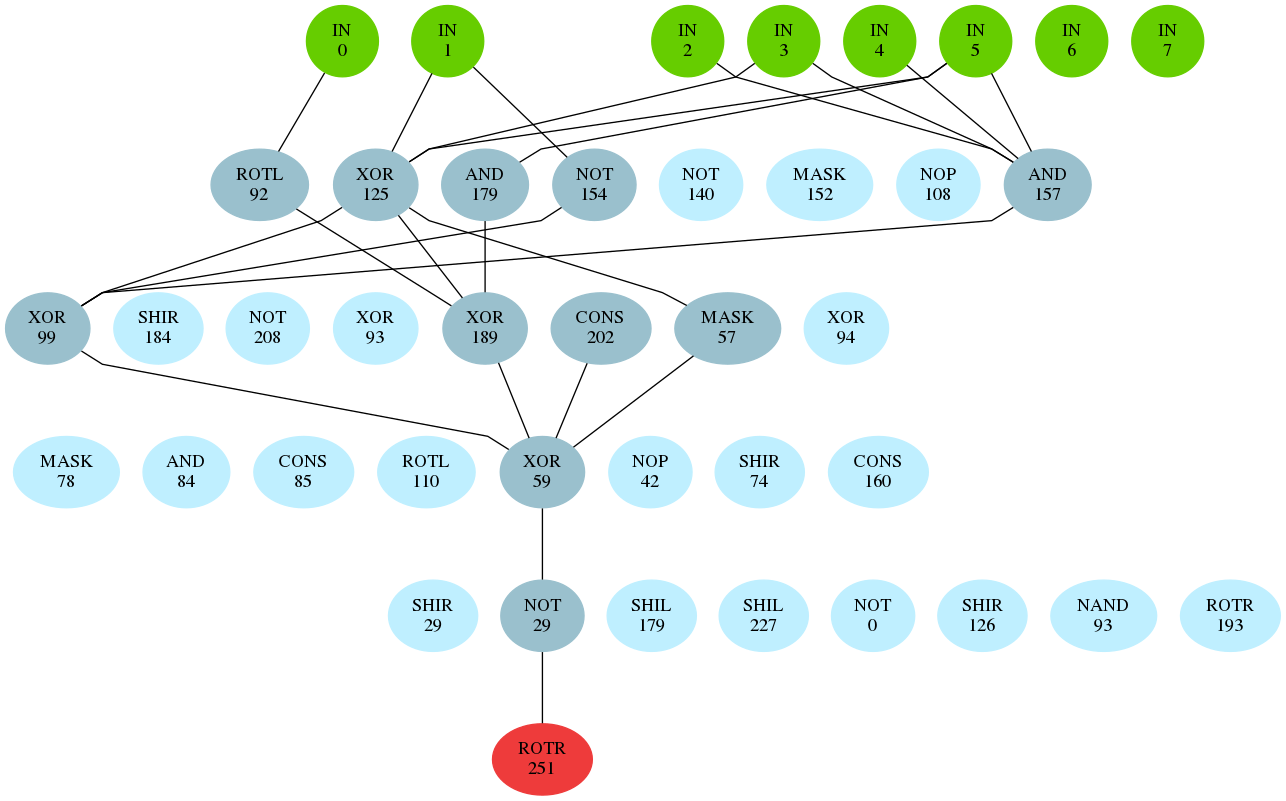 IN
0
IN
1
IN
2
IN
3
IN
4
IN
5
IN
6
IN
7
ROTL
92
XOR
125
AND
179
NOT
154
NOT
140
MASK
152
NOP
108
AND
157
XOR
99
SHIR
184
NOT
208
XOR
93
XOR
189
CONS
202
MASK
57
XOR
94
MASK
78
AND
84
CONS
85
ROTL
110
XOR
59
NOP
42
SHIR
74
CONS
160
SHIR
29
NOT
29
SHIL
179
SHIL
227
NOT
0
SHIR
126
NAND
93
ROTR
193
ROTR
251